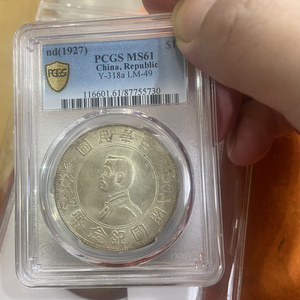 nd(1927) $1
PCGS MS61
China, Republic
Y-318a LM-49
116601.61/87755730
PCGS
幣念紀國開
國民華中